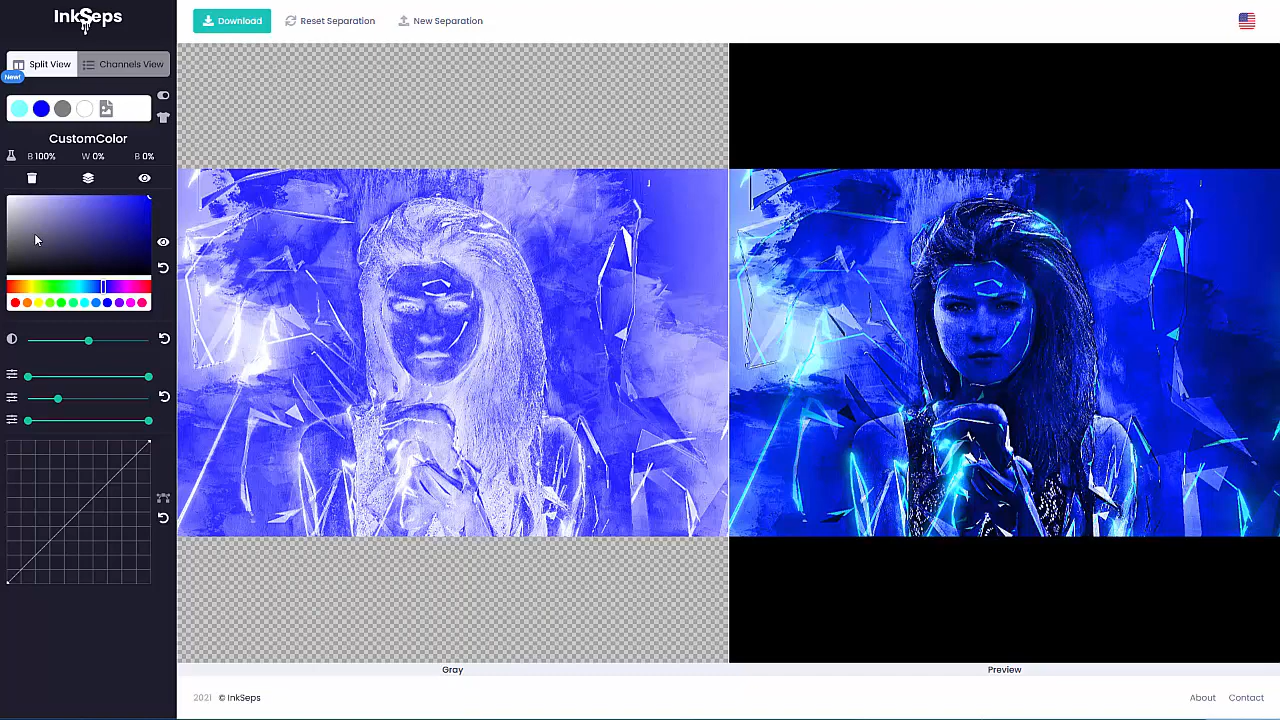 InkSeps
Download
Reset Separation
New Separation
Split View
Channels View
New!
CustomColor
B 100%
W 0%
B 0%
Gray
Preview
2021 © InkSeps
About
Contact